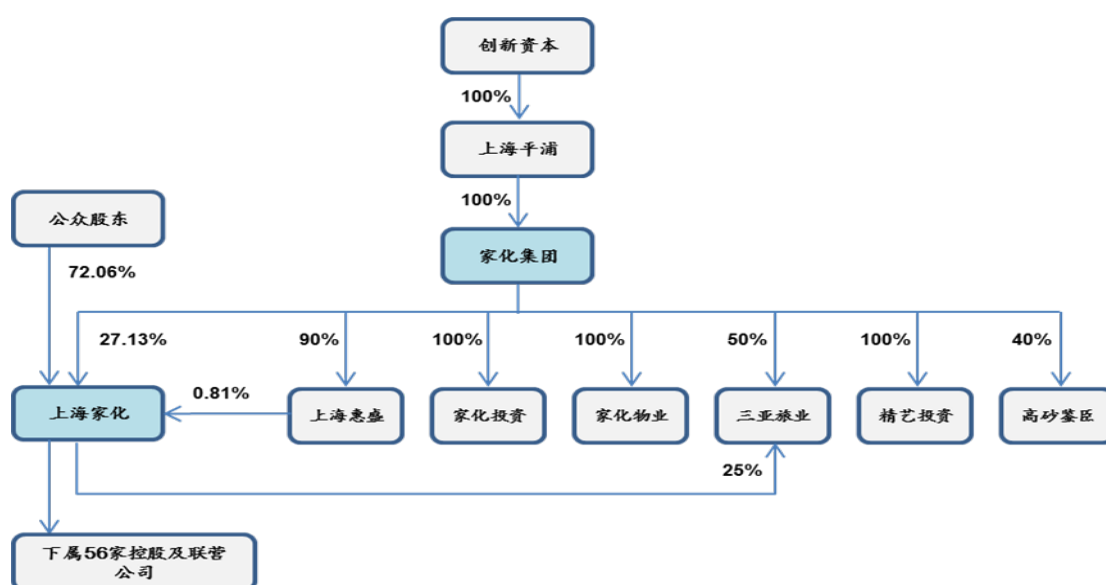 创新资本
100%
上海平浦
100%
公众股东
家化集团
72.06%
27.13%
90%
100%
100%
50%
100%
40%
0.81%
上海家化
上海惠盛
家化投资
家化物业
三亚旅业
精艺投资
高砂鉴臣
25%
下属56家控股及联营
公司